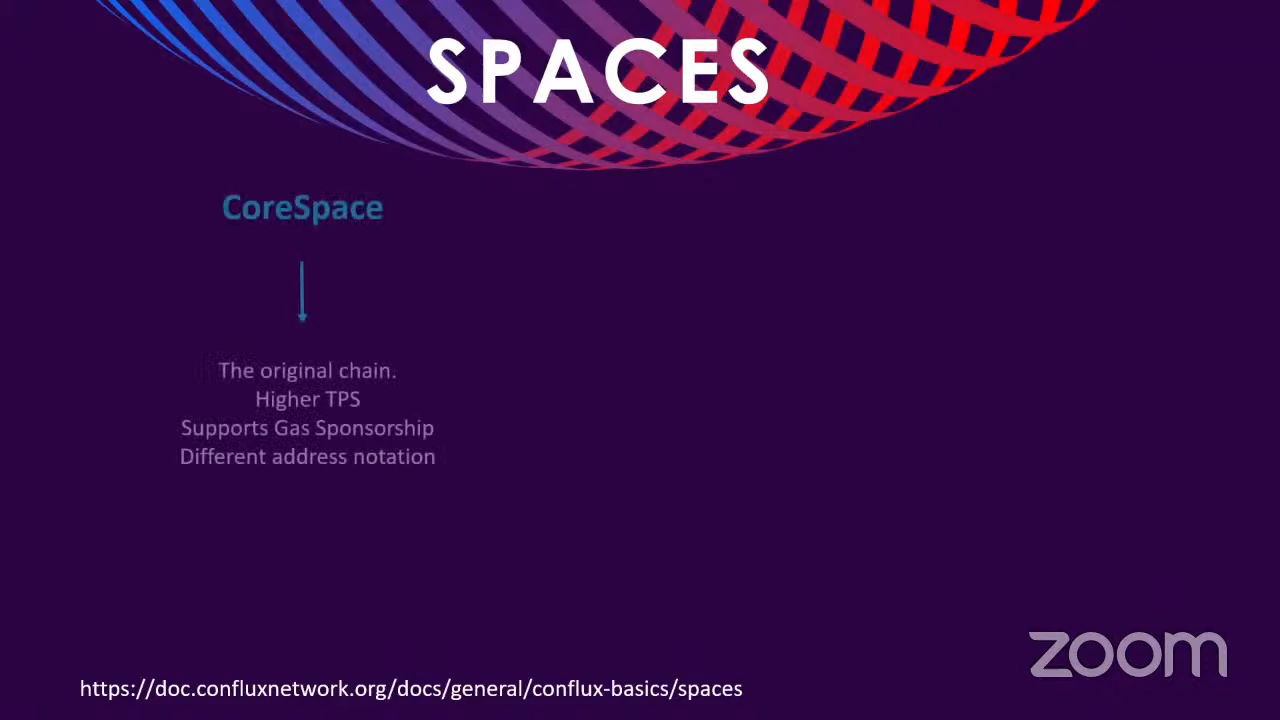 SPACES
CoreSpace
The original chain.
Higher TPS
Supports Gas Sponsorship
Different address notation
zoom
https://doc.confluxnetwork.org/docs/general/conflux-basics/spaces